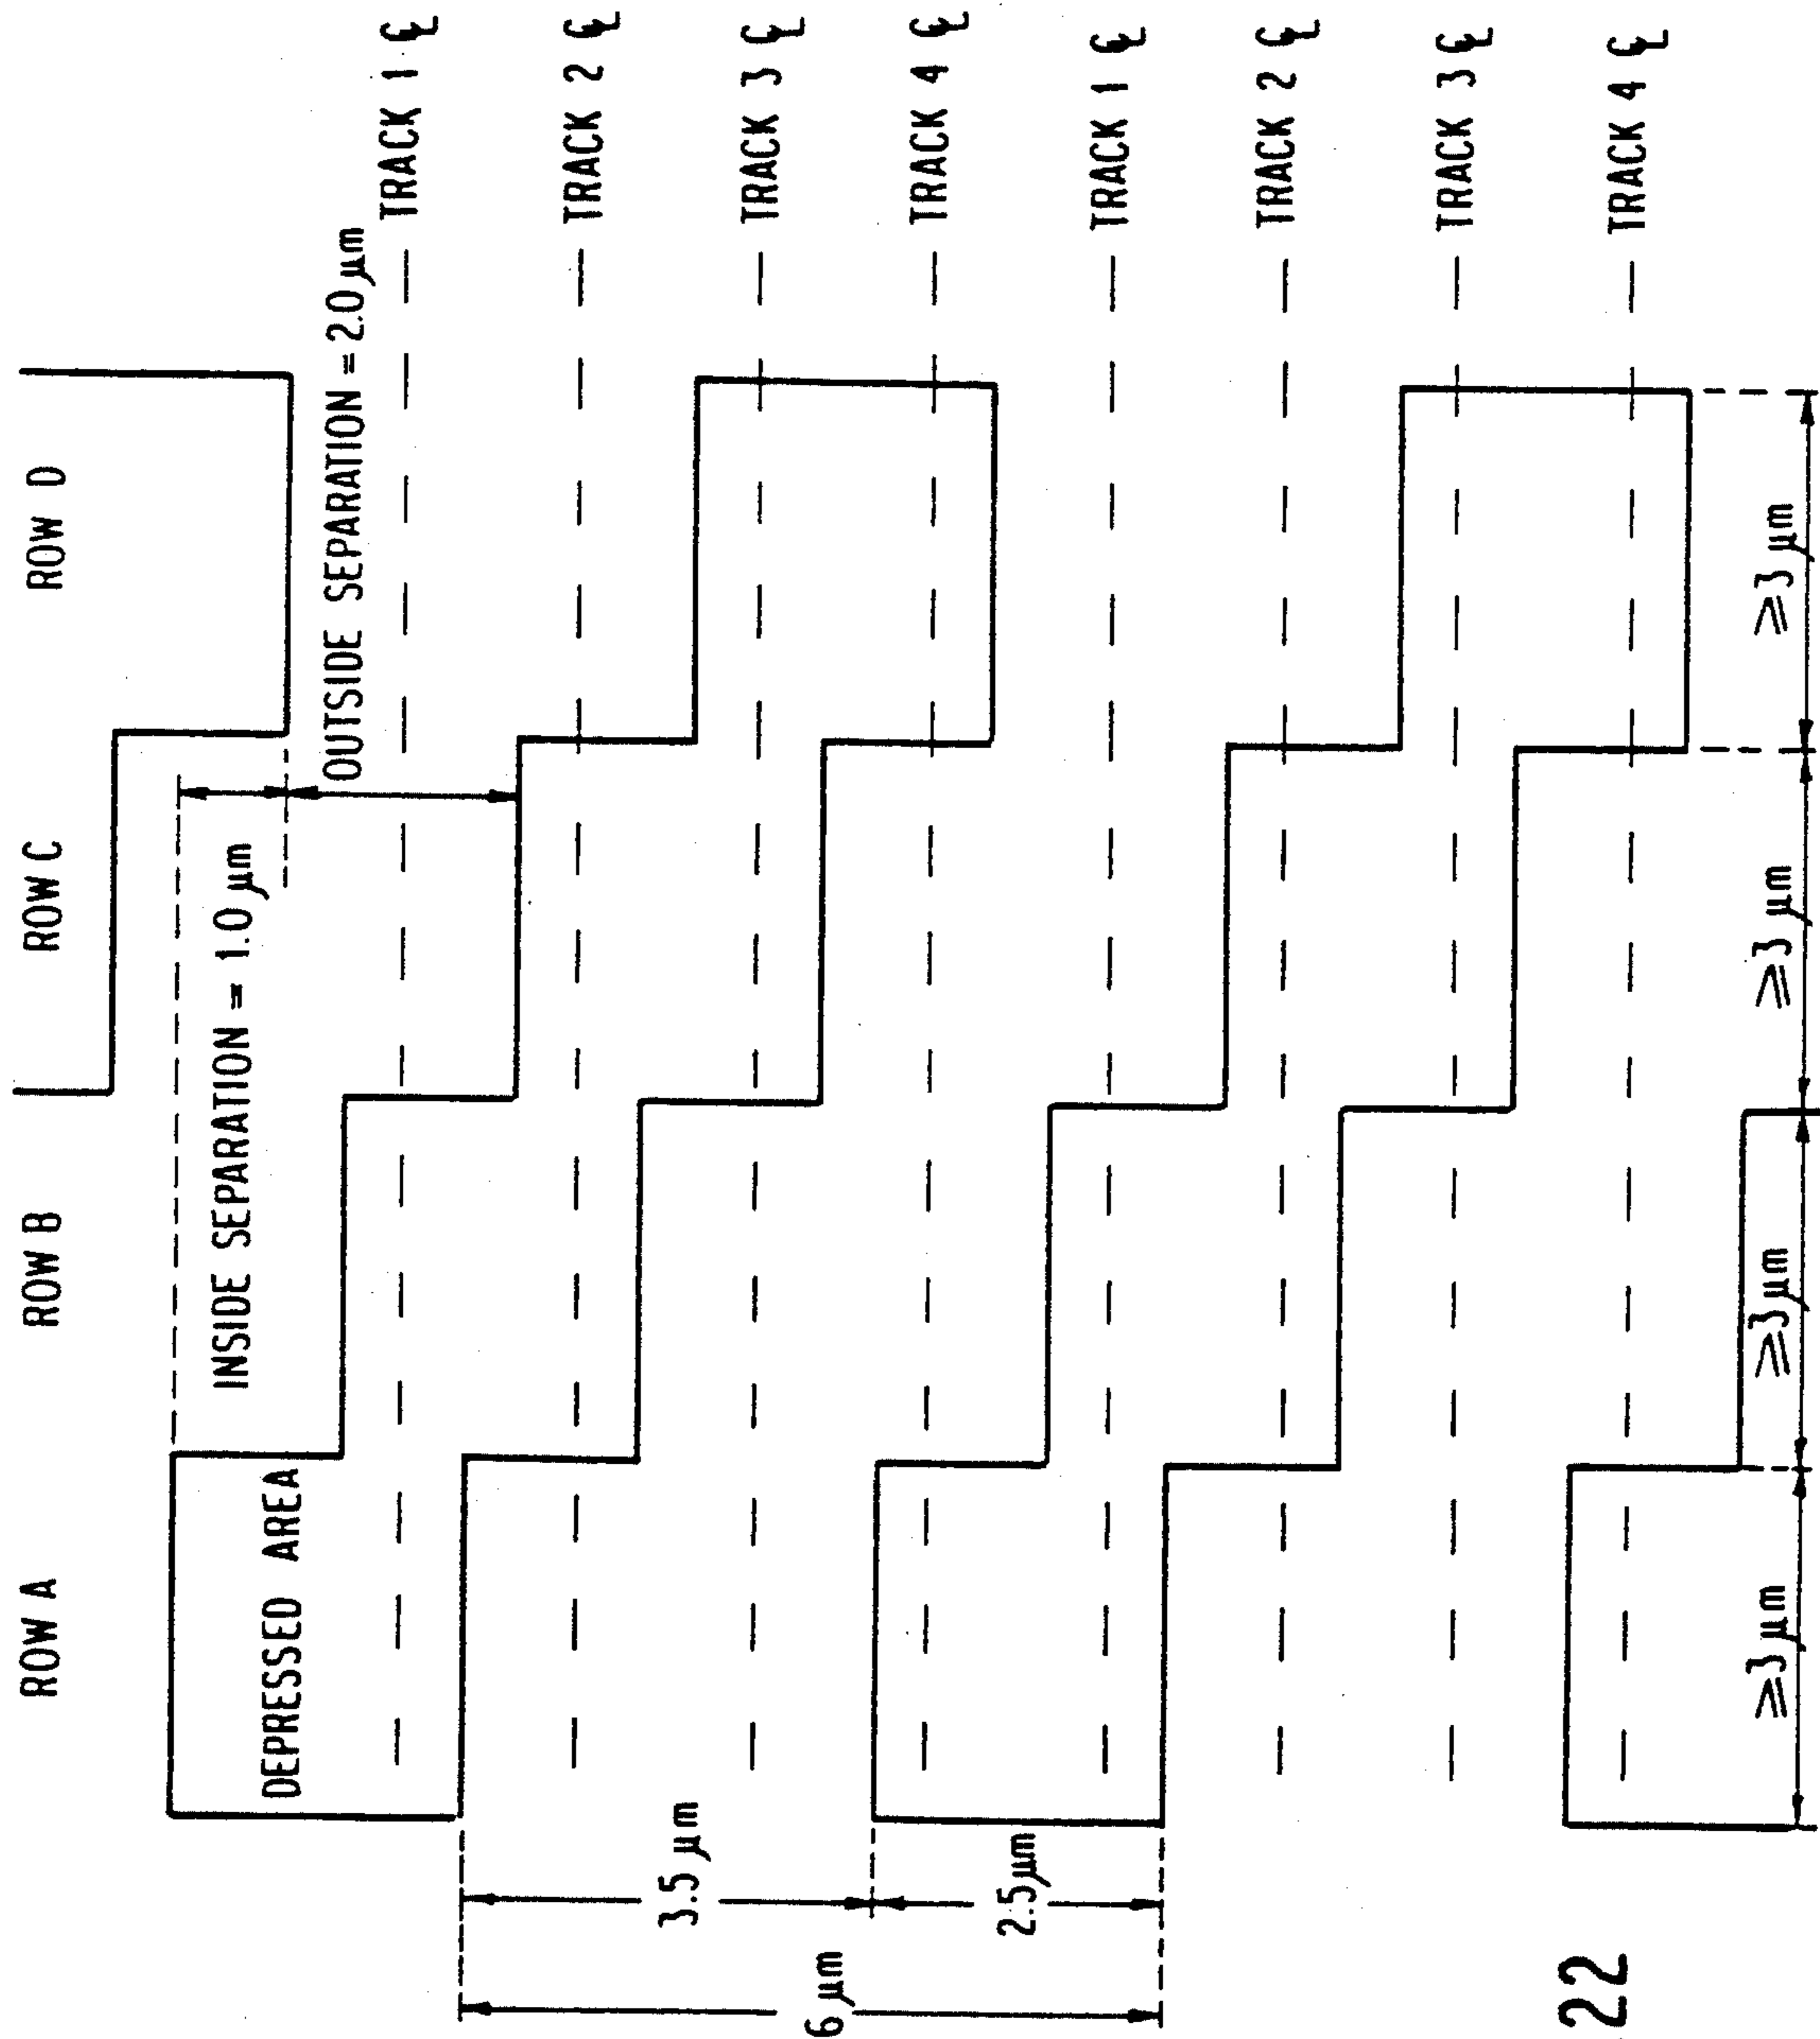 ROW A
ROW B
ROW C
ROW D
INSIDE SEPARATION = 1.0 µm
OUTSIDE SEPARATION = 2.0 µm
DEPRESSED AREA
TRACK 1 ℄
TRACK 2 ℄
TRACK 3 ℄
TRACK 4 ℄
TRACK 1 ℄
TRACK 2 ℄
TRACK 3 ℄
TRACK 4 ℄
3.5 µm
2.5 µm
6 µm
⩾3 µm
⩾3 µm
⩾3 µm
⩾3 µm
22